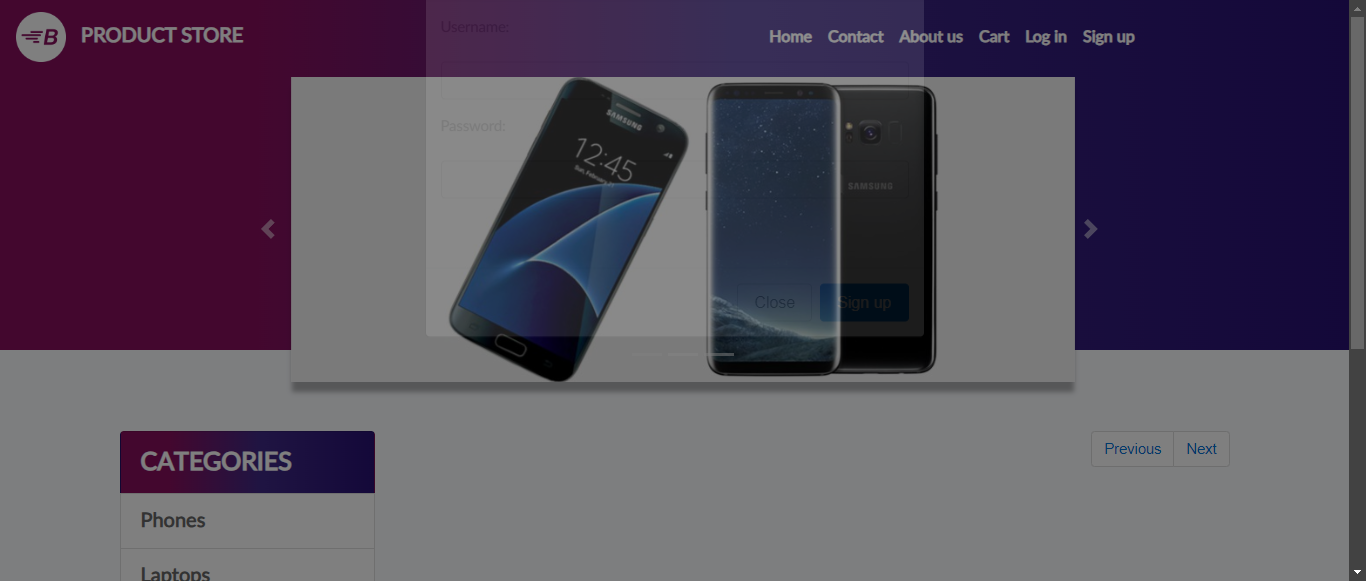 B PRODUCT STORE
Home Contact About us Cart Log in Sign up
Username:
Password:
SAMSUNG
12:45
SAMSUNG
Close Sign up
CATEGORIES
Previous Next
Phones
Laptops